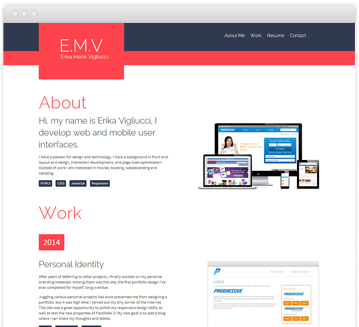 E.M.V
Erika Marie Vigliucci
About Me Work Resume Contact
About
Hi, my name is Erika Vigliucci, I
develop web and mobile user
interfaces.
I have a passion for design and technology. I have a background in front end
layout and design, interaction development, and page load optimization.
Outside of work I am interested in movies, boating, wakeboarding and
camping.
HTML5 CSS3 Javascript Responsive
Work
2014
Personal Identity
After years of deferring to other projects, I finally worked on my personal
branding materials. Among them was this site, the first portfolio design I've
ever completed for myself, long overdue.
Juggling various personal projects has since prevented me from designing a
portfolio, but it was high time I carved out my tiny corner of the internet.
This site was a great opportunity to polish my responsive design skills, as
well as test the new properties of FlexSlider 2! My next goal is to add a blog
where I can share my thoughts and tidbits.
PROGRESSIVE
PROGRESSIVE